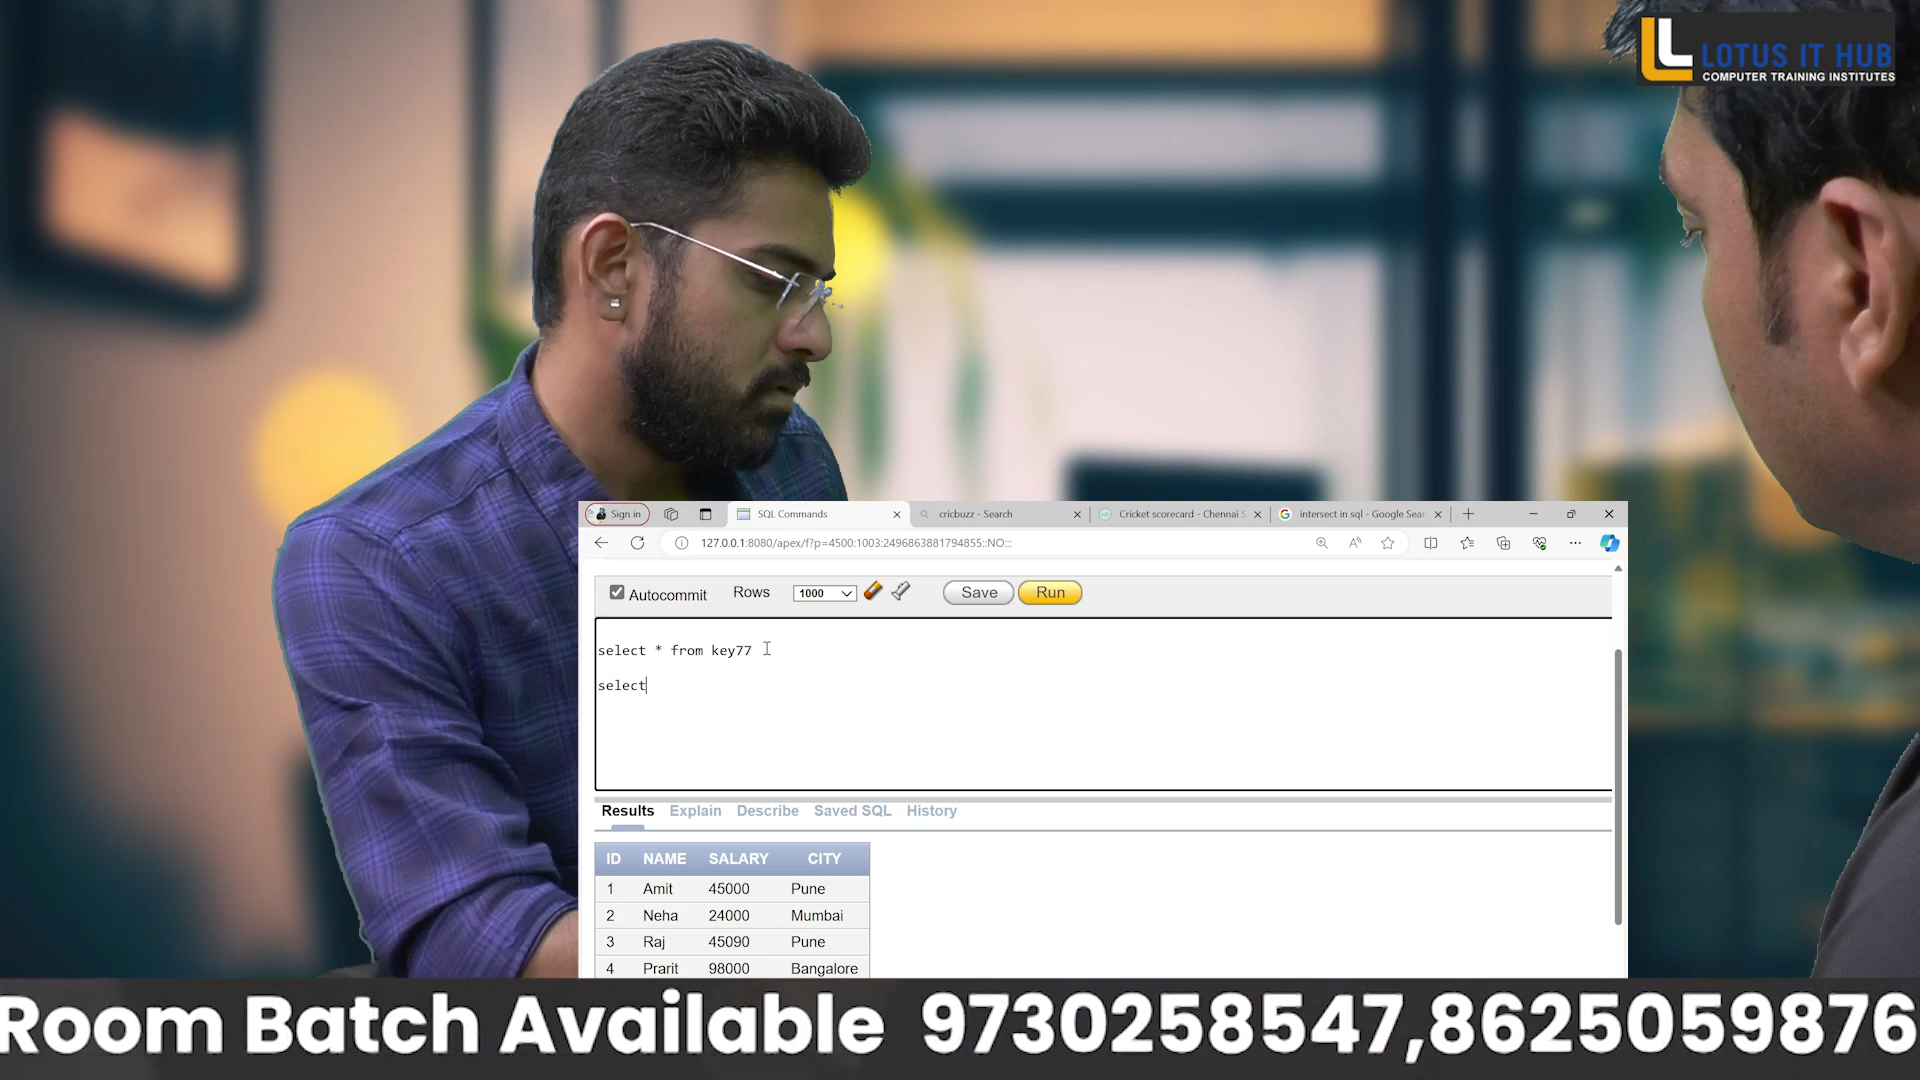 LOTUS IT HUB
COMPUTER TRAINING INSTITUTES
Sign in
SQL Commands
cricbuzz - Search
Cricket scorecard - Chennai S
intersect in sql - Google Sear
127.0.0.1:8080/apex/f?p=4500:1003:2496863881794855::NO:::
Autocommit Rows 1000 Save Run
select * from key77
select
Results Explain Describe Saved SQL History
ID NAME SALARY CITY
1 Amit 45000 Pune
2 Neha 24000 Mumbai
3 Raj 45090 Pune
4 Prarit 98000 Bangalore
Room Batch Available 9730258547,8625059876